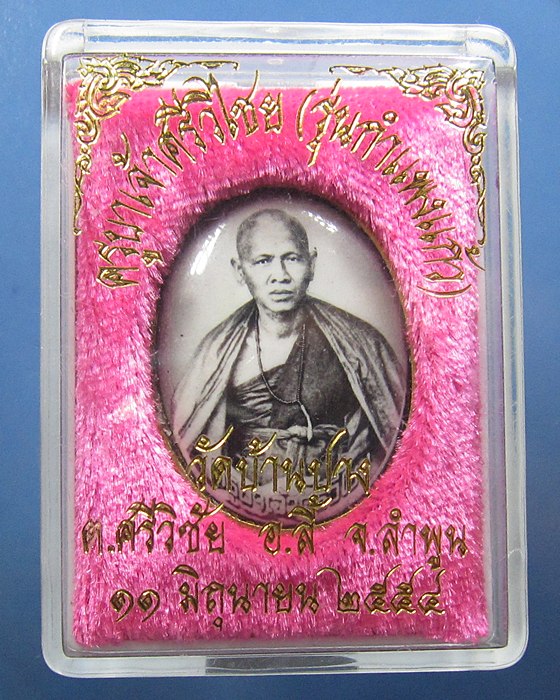 ครูบาเจ้าศรีวิไชย (รุ่นกำแพงแก้ว)
วัดบ้านปาง
ต.ศรีวิชัย อ.ลี้ จ.ลำพูน
๑๑ มิถุนายน ๒๕๕๔